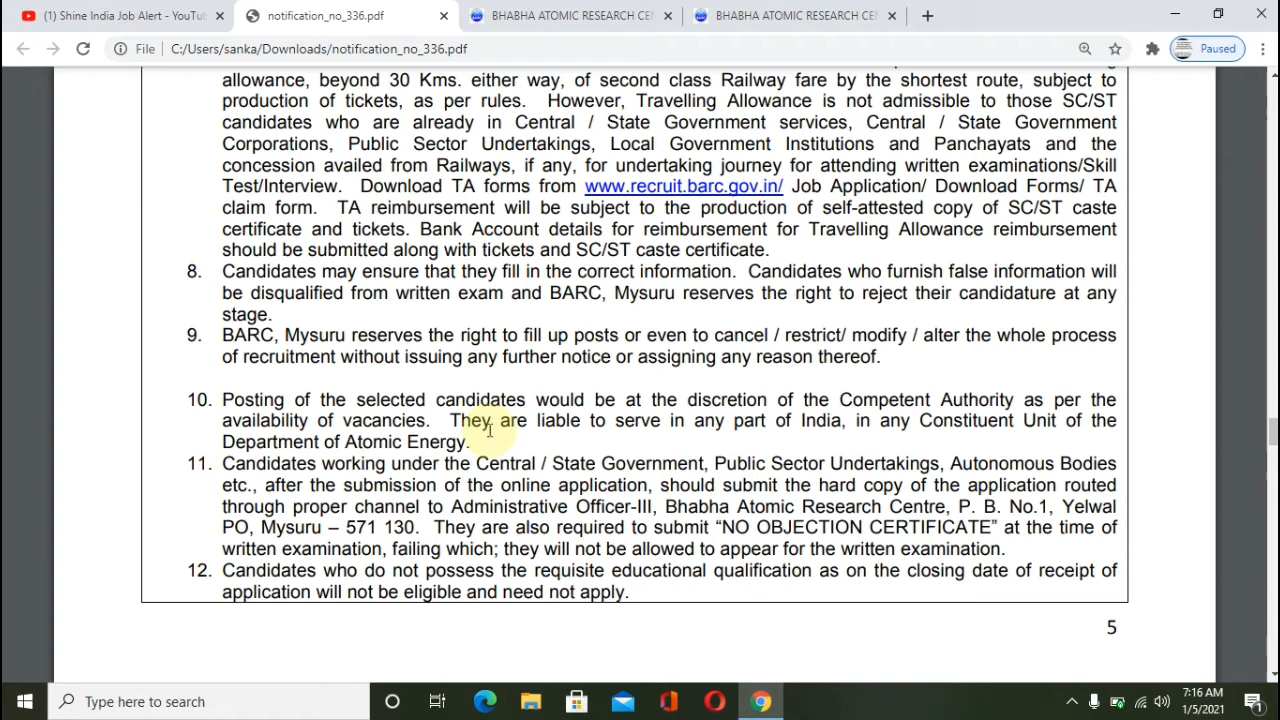 (1) Shine India Job Alert - YouTu
notification_no_336.pdf
BHABHA ATOMIC RESEARCH CE
BHABHA ATOMIC RESEARCH CE
File
C:/Users/sanka/Downloads/notification_no_336.pdf
Paused
allowance, beyond 30 Kms. either way, of second class Railway fare by the shortest route, subject to
production of tickets, as per rules. However, Travelling Allowance is not admissible to those SC/ST
candidates who are already in Central / State Government services, Central / State Government
Corporations, Public Sector Undertakings, Local Government Institutions and Panchayats and the
concession availed from Railways, if any, for undertaking journey for attending written examinations/Skill
Test/Interview. Download TA forms from www.recruit.barc.gov.in/ Job Application/ Download Forms/ TA
claim form. TA reimbursement will be subject to the production of self-attested copy of SC/ST caste
certificate and tickets. Bank Account details for reimbursement for Travelling Allowance reimbursement
should be submitted along with tickets and SC/ST caste certificate.
8. Candidates may ensure that they fill in the correct information. Candidates who furnish false information will
be disqualified from written exam and BARC, Mysuru reserves the right to reject their candidature at any
stage.
9. BARC, Mysuru reserves the right to fill up posts or even to cancel / restrict/ modify / alter the whole process
of recruitment without issuing any further notice or assigning any reason thereof.
10. Posting of the selected candidates would be at the discretion of the Competent Authority as per the
availability of vacancies. They are liable to serve in any part of India, in any Constituent Unit of the
Department of Atomic Energy.
11. Candidates working under the Central / State Government, Public Sector Undertakings, Autonomous Bodies
etc., after the submission of the online application, should submit the hard copy of the application routed
through proper channel to Administrative Officer-III, Bhabha Atomic Research Centre, P. B. No.1, Yelwal
PO, Mysuru – 571 130. They are also required to submit “NO OBJECTION CERTIFICATE” at the time of
written examination, failing which; they will not be allowed to appear for the written examination.
12. Candidates who do not possess the requisite educational qualification as on the closing date of receipt of
application will not be eligible and need not apply.
5
Type here to search
7:16 AM
1/5/2021
1